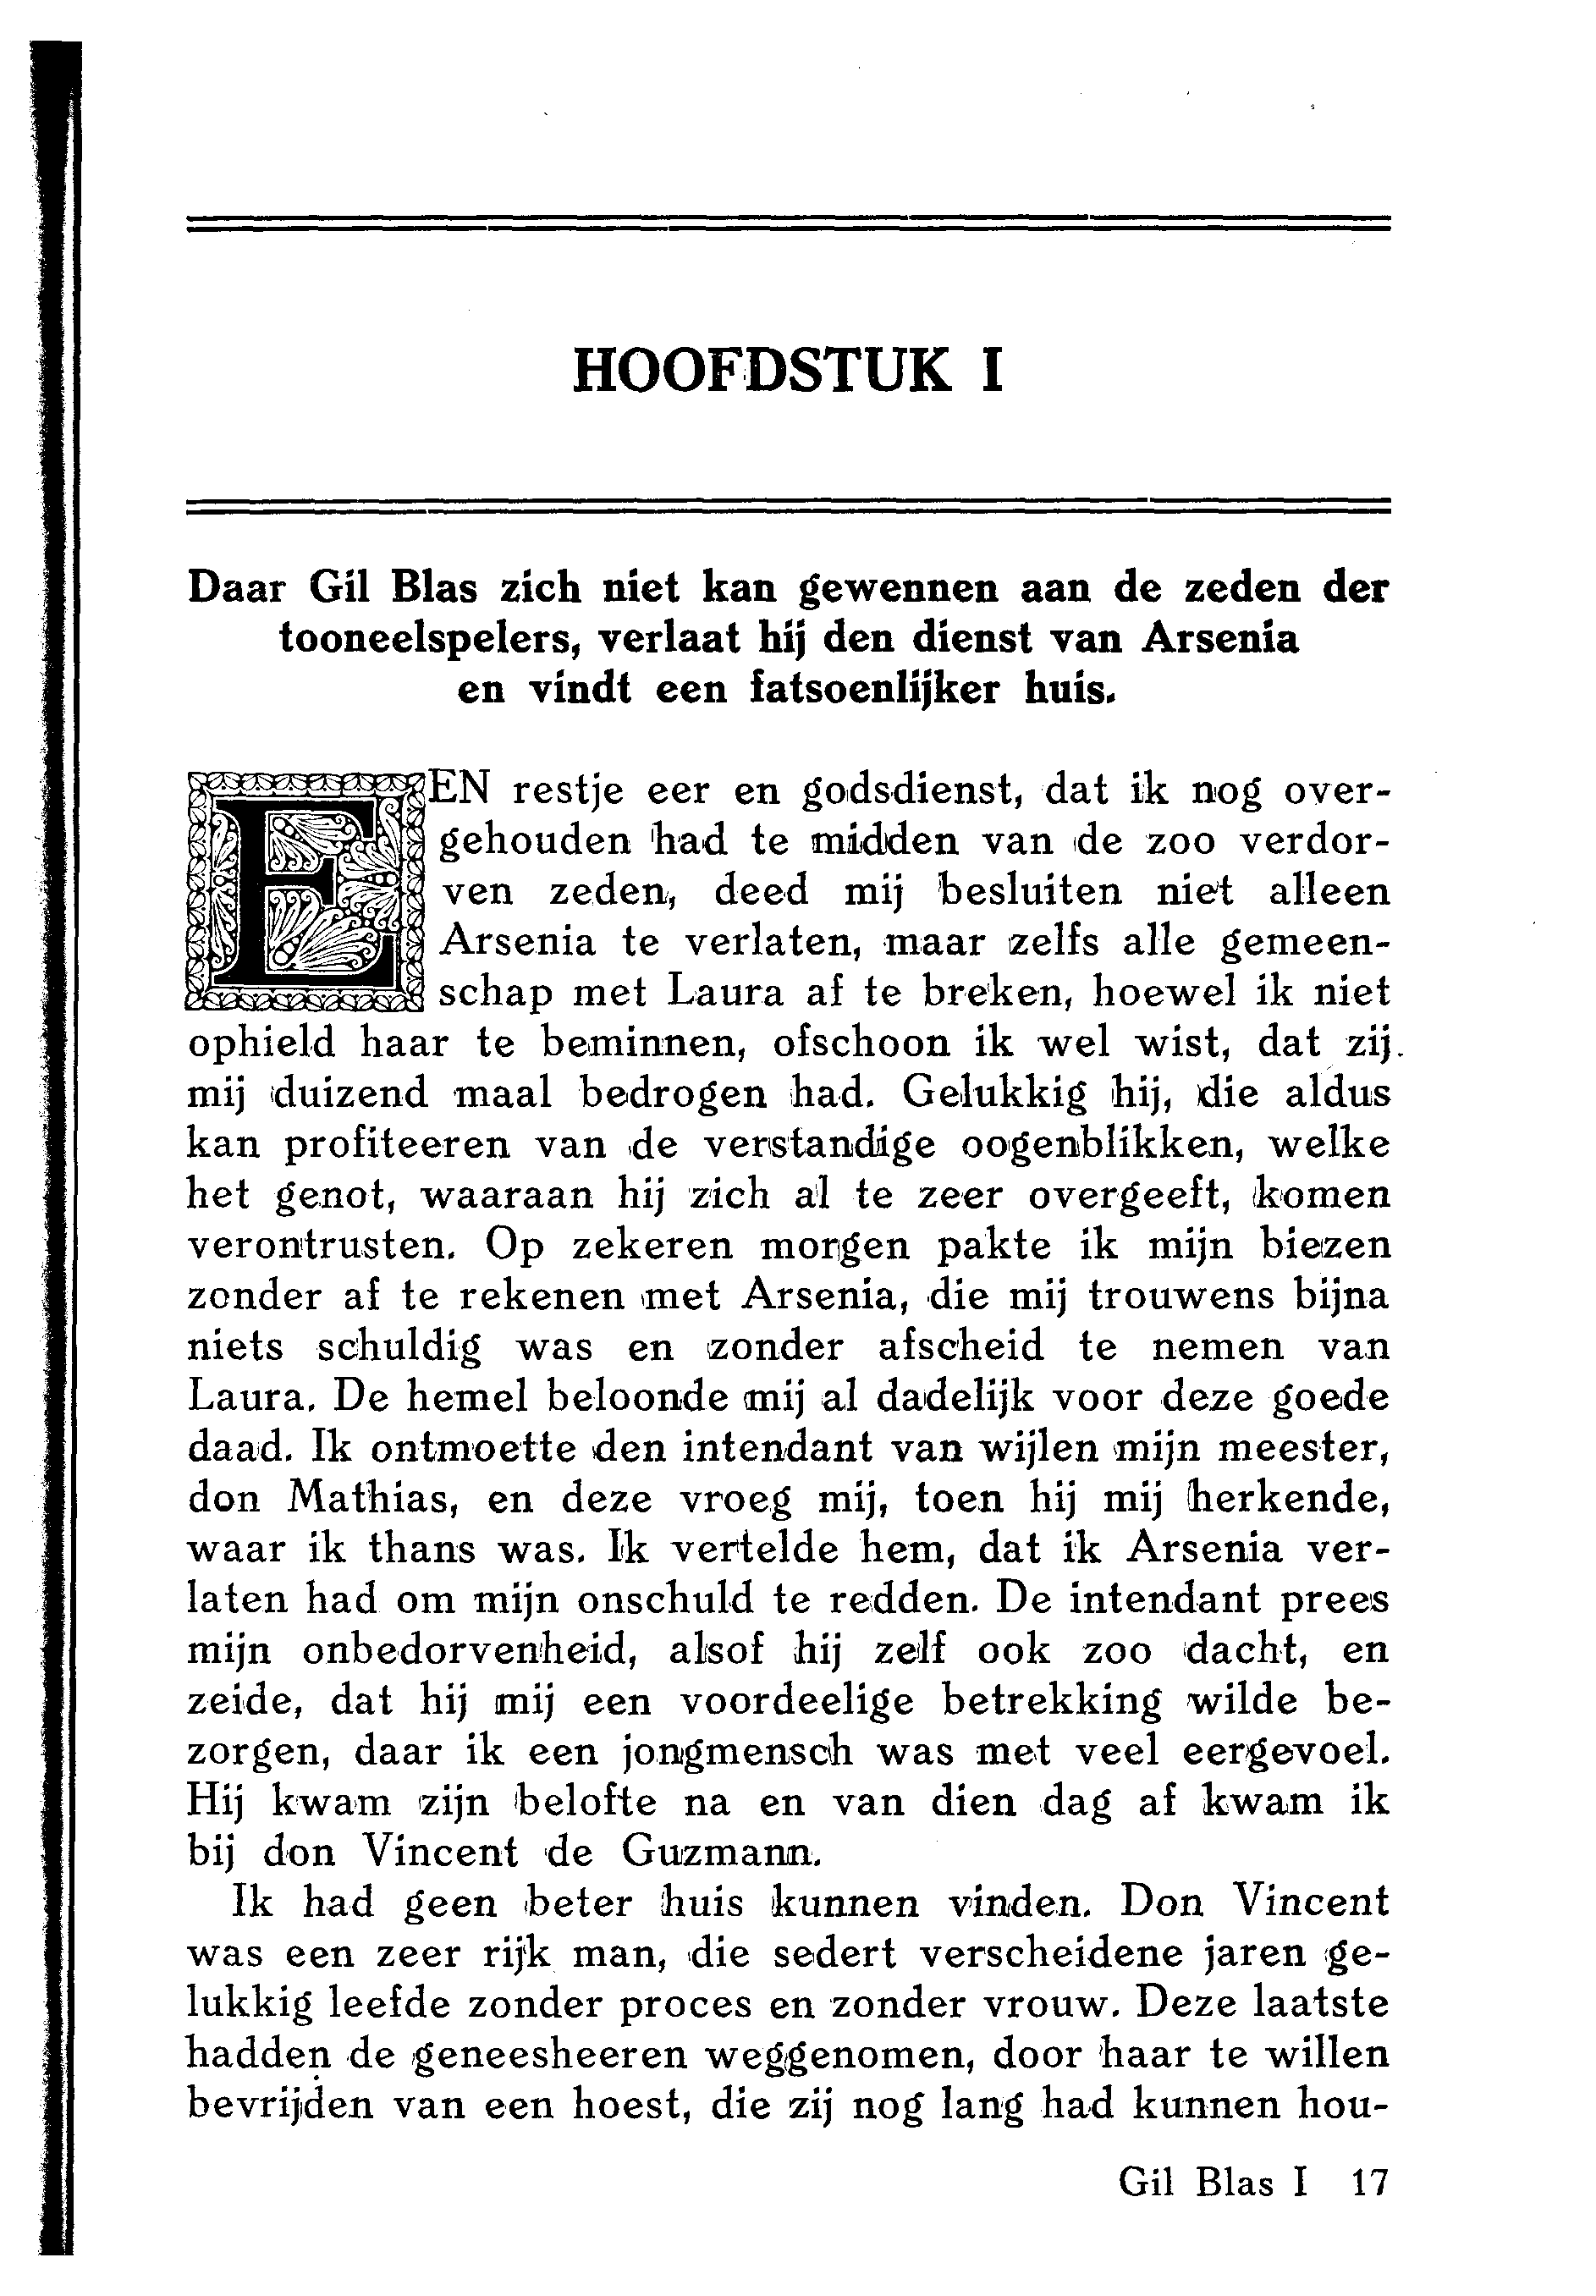 HOOFDSTUK I
Daar Gil Blas zich niet kan gewennen aan de zeden der
tooneelspelers, verlaat hij den dienst van Arsenia
en vindt een fatsoenlijker huis.
EEN restje eer en godsdienst, dat ik nog over-
gehouden had te midden van de zoo verdor-
ven zeden, deed mij besluiten niet alleen
Arsenia te verlaten, maar zelfs alle gemeen-
schap met Laura af te breken, hoewel ik niet
ophield haar te beminnen, ofschoon ik wel wist, dat zij
mij duizend maal bedrogen had. Gelukkig hij, die aldus
kan profiteeren van de verstandige oogenblikken, welke
het genot, waaraan hij zich al te zeer overgeeft, komen
verontrusten. Op zekeren morgen pakte ik mijn biezen
zonder af te rekenen met Arsenia, die mij trouwens bijna
niets schuldig was en zonder afscheid te nemen van
Laura. De hemel beloonde mij al dadelijk voor deze goede
daad. Ik ontmoette den intendant van wijlen mijn meester,
don Mathias, en deze vroeg mij, toen hij mij herkende,
waar ik thans was. Ik vertelde hem, dat ik Arsenia ver-
laten had om mijn onschuld te redden. De intendant prees
mijn onbedorvenheid, alsof hij zelf ook zoo dacht, en
zeide, dat hij mij een voordeelige betrekking wilde be-
zorgen, daar ik een jongmensch was met veel eergevoel.
Hij kwam zijn belofte na en van dien dag af kwam ik
bij don Vincent de Guzmann.
Ik had geen beter huis kunnen vinden. Don Vincent
was een zeer rijk man, die sedert verscheidene jaren ge-
lukkig leefde zonder proces en zonder vrouw. Deze laatste
hadden de geneesheeren weggenomen, door haar te willen
bevrijden van een hoest, die zij nog lang had kunnen hou-
Gil Blas I 17